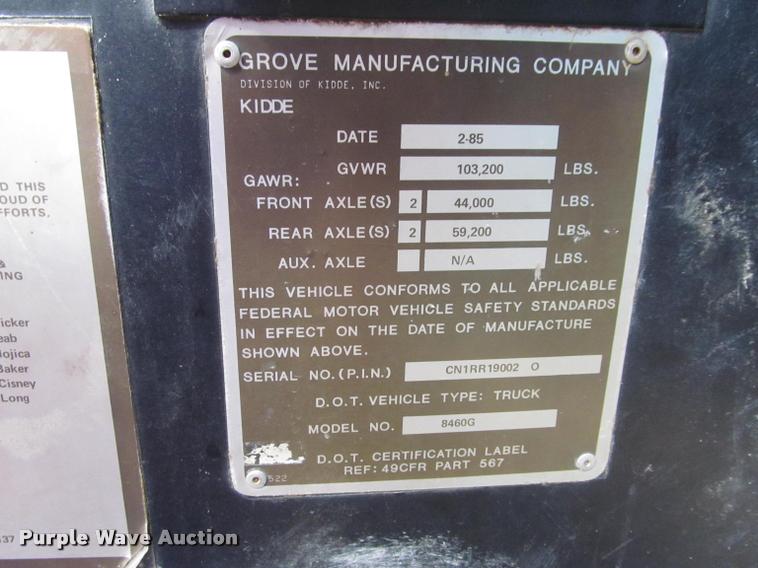 D THIS
OUD OF
FFORTS.
&
ING
icker
eab
Mojica
Baker
Cisney
Long
37
GROVE MANUFACTURING COMPANY
DIVISION OF KIDDE, INC.
KIDDE
DATE 2-85
GVWR 103,200 LBS.
GAWR:
FRONT AXLE(S) 2 44,000 LBS.
REAR AXLE(S) 2 59,200 LBS.
AUX. AXLE N/A LBS.
THIS VEHICLE CONFORMS TO ALL APPLICABLE
FEDERAL MOTOR VEHICLE SAFETY STANDARDS
IN EFFECT ON THE DATE OF MANUFACTURE
SHOWN ABOVE.
SERIAL NO.(P.I.N.) CN1RR19002 O
D.O.T. VEHICLE TYPE: TRUCK
MODEL NO. 8460G
D.O.T. CERTIFICATION LABEL
REF: 49CFR PART 567
522
Purple Wave Auction